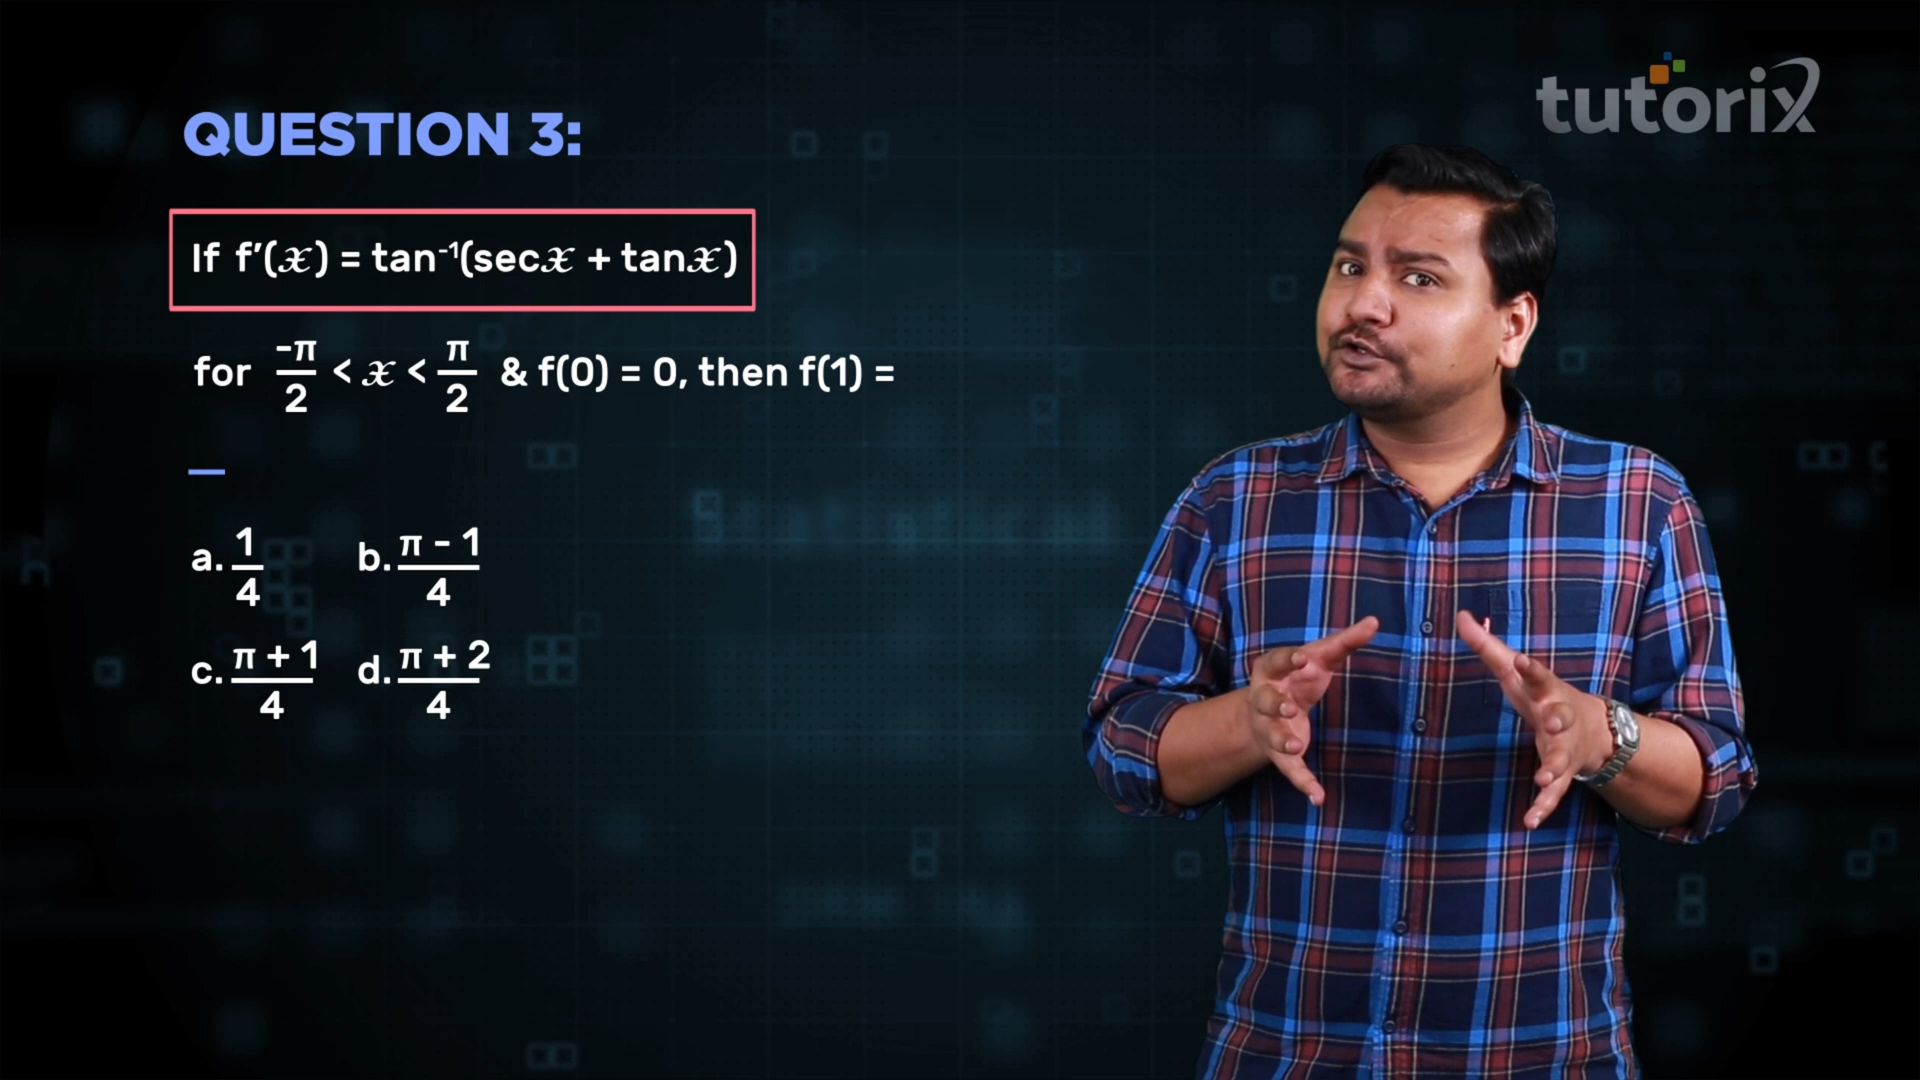 tutorix
QUESTION 3:
If f'(x) = tan⁻¹(secx + tanx)
for -π/2 < x < π/2 & f(0) = 0, then f(1) =
a. 1/4 b. π - 1/4
c. π + 1/4 d. π + 2/4